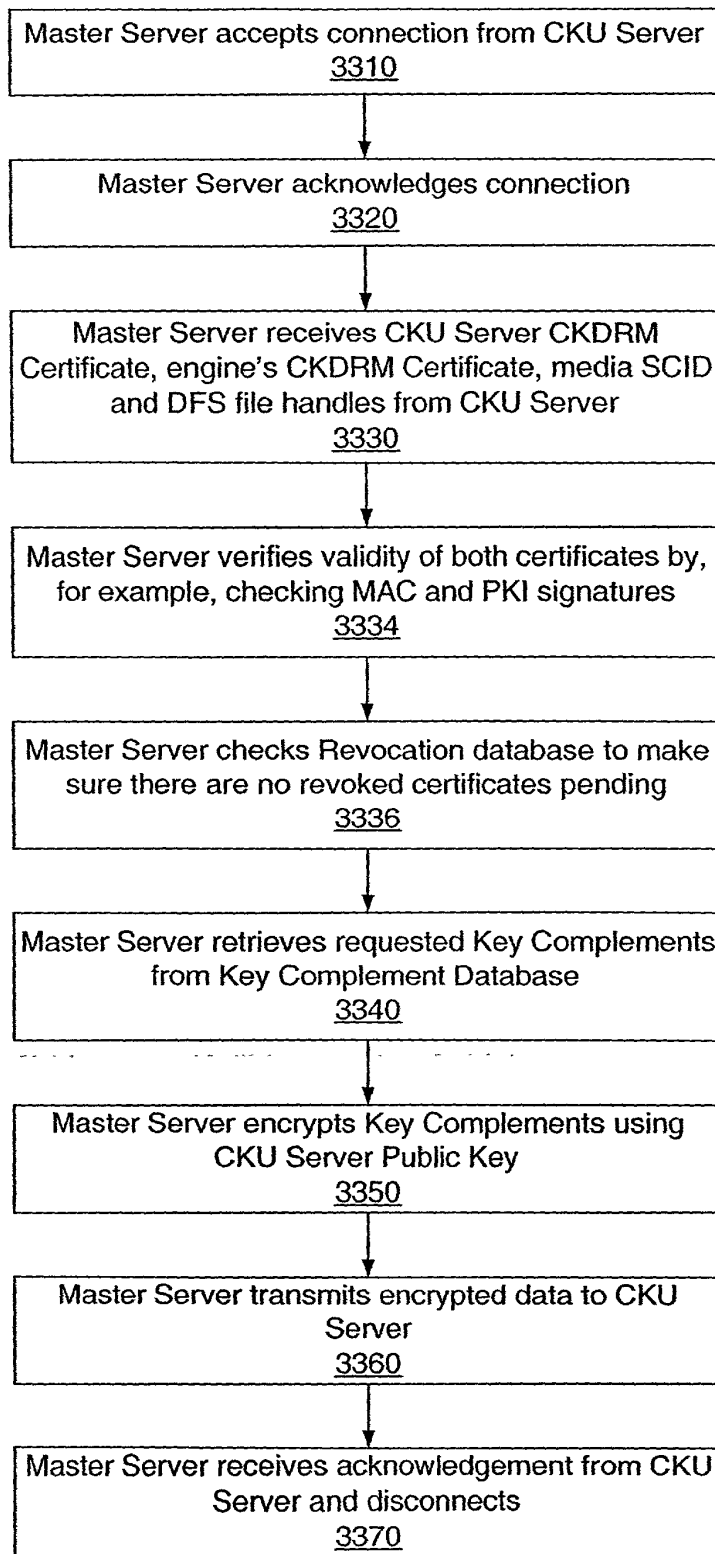 Master Server accepts connection from CKU Server
3310
Master Server acknowledges connection
3320
Master Server receives CKU Server CKDRM
Certificate, engine's CKDRM Certificate, media SCID
and DFS file handles from CKU Server
3330
Master Server verifies validity of both certificates by,
for example, checking MAC and PKI signatures
3334
Master Server checks Revocation database to make
sure there are no revoked certificates pending
3336
Master Server retrieves requested Key Complements
from Key Complement Database
3340
Master Server encrypts Key Complements using
CKU Server Public Key
3350
Master Server transmits encrypted data to CKU
Server
3360
Master Server receives acknowledgement from CKU
Server and disconnects
3370